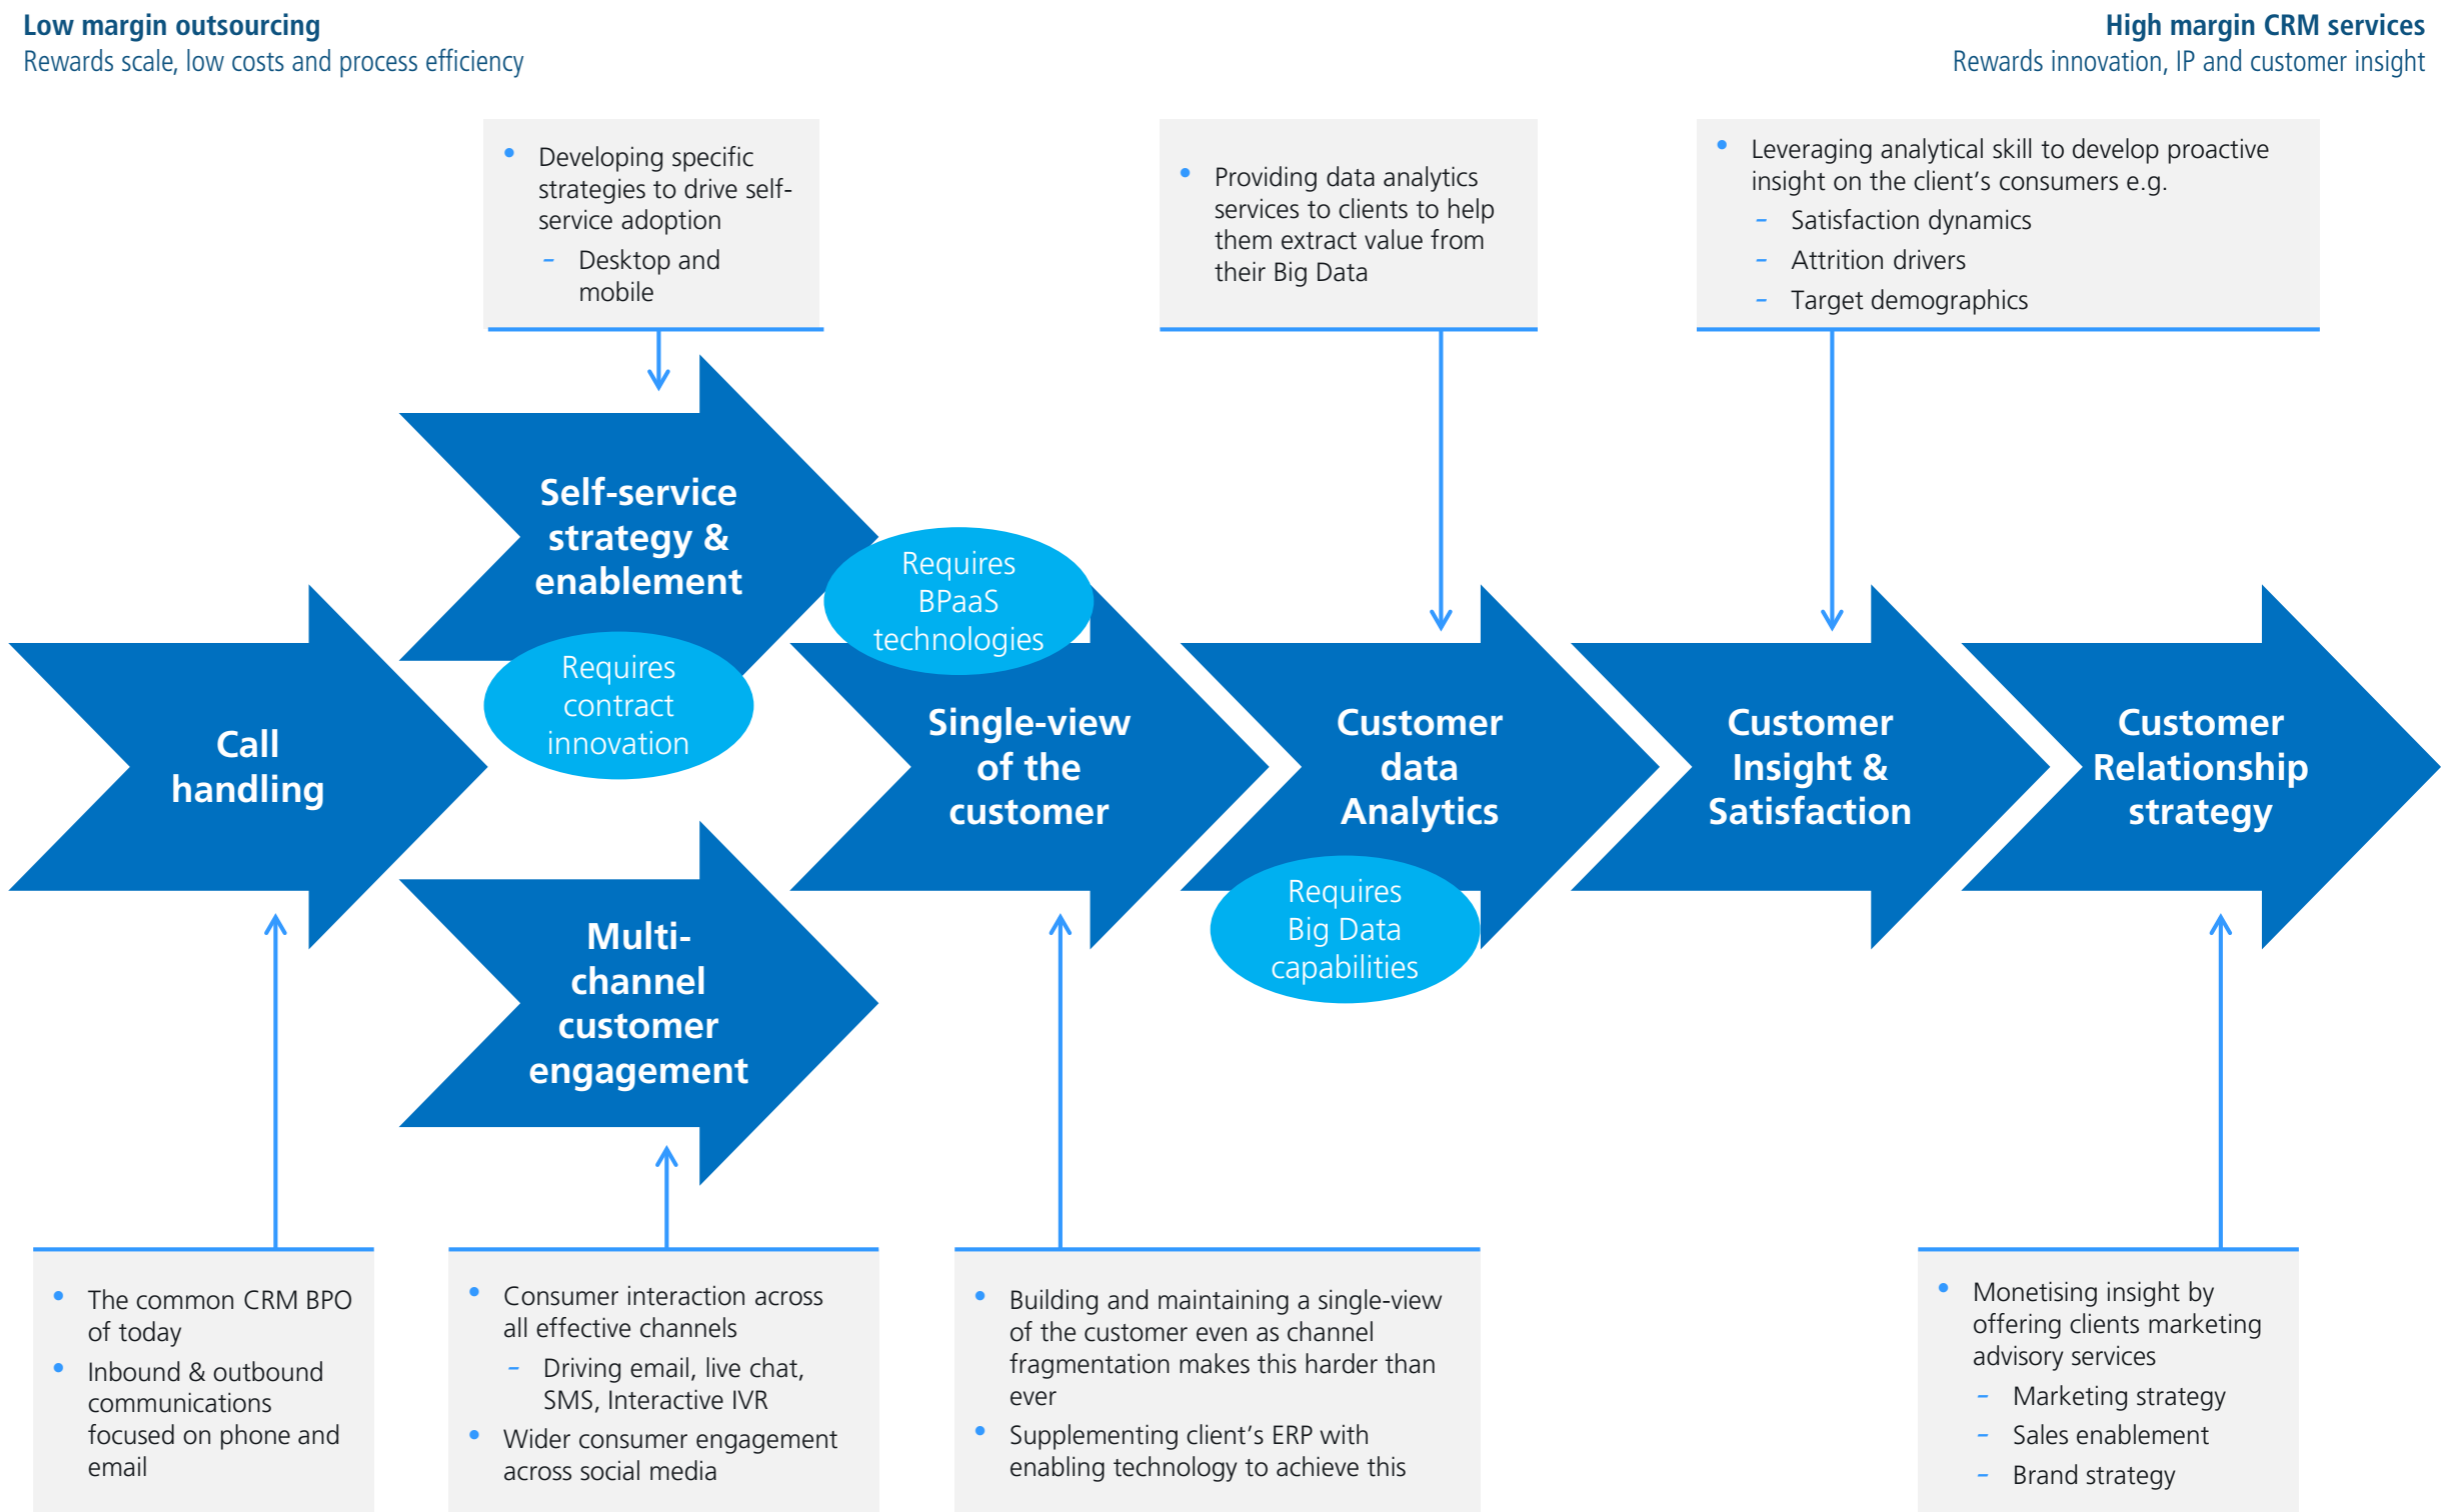 Low margin outsourcing
Rewards scale, low costs and process efficiency
High margin CRM services
Rewards innovation, IP and customer insight
• Developing specific
strategies to drive self-
service adoption
– Desktop and
mobile
• Providing data analytics
services to clients to help
them extract value from
their Big Data
• Leveraging analytical skill to develop proactive
insight on the client's consumers e.g.
– Satisfaction dynamics
– Attrition drivers
– Target demographics
Call
handling
Self-service
strategy &
enablement
Requires
contract
innovation
Multi-
channel
customer
engagement
Requires
BPaaS
technologies
Single-view
of the
customer
Customer
data
Analytics
Requires
Big Data
capabilities
Customer
Insight &
Satisfaction
Customer
Relationship
strategy
• The common CRM BPO
of today
• Inbound & outbound
communications
focused on phone and
email
• Consumer interaction across
all effective channels
– Driving email, live chat,
SMS, Interactive IVR
• Wider consumer engagement
across social media
• Building and maintaining a single-view
of the customer even as channel
fragmentation makes this harder than
ever
• Supplementing client's ERP with
enabling technology to achieve this
• Monetising insight by
offering clients marketing
advisory services
– Marketing strategy
– Sales enablement
– Brand strategy